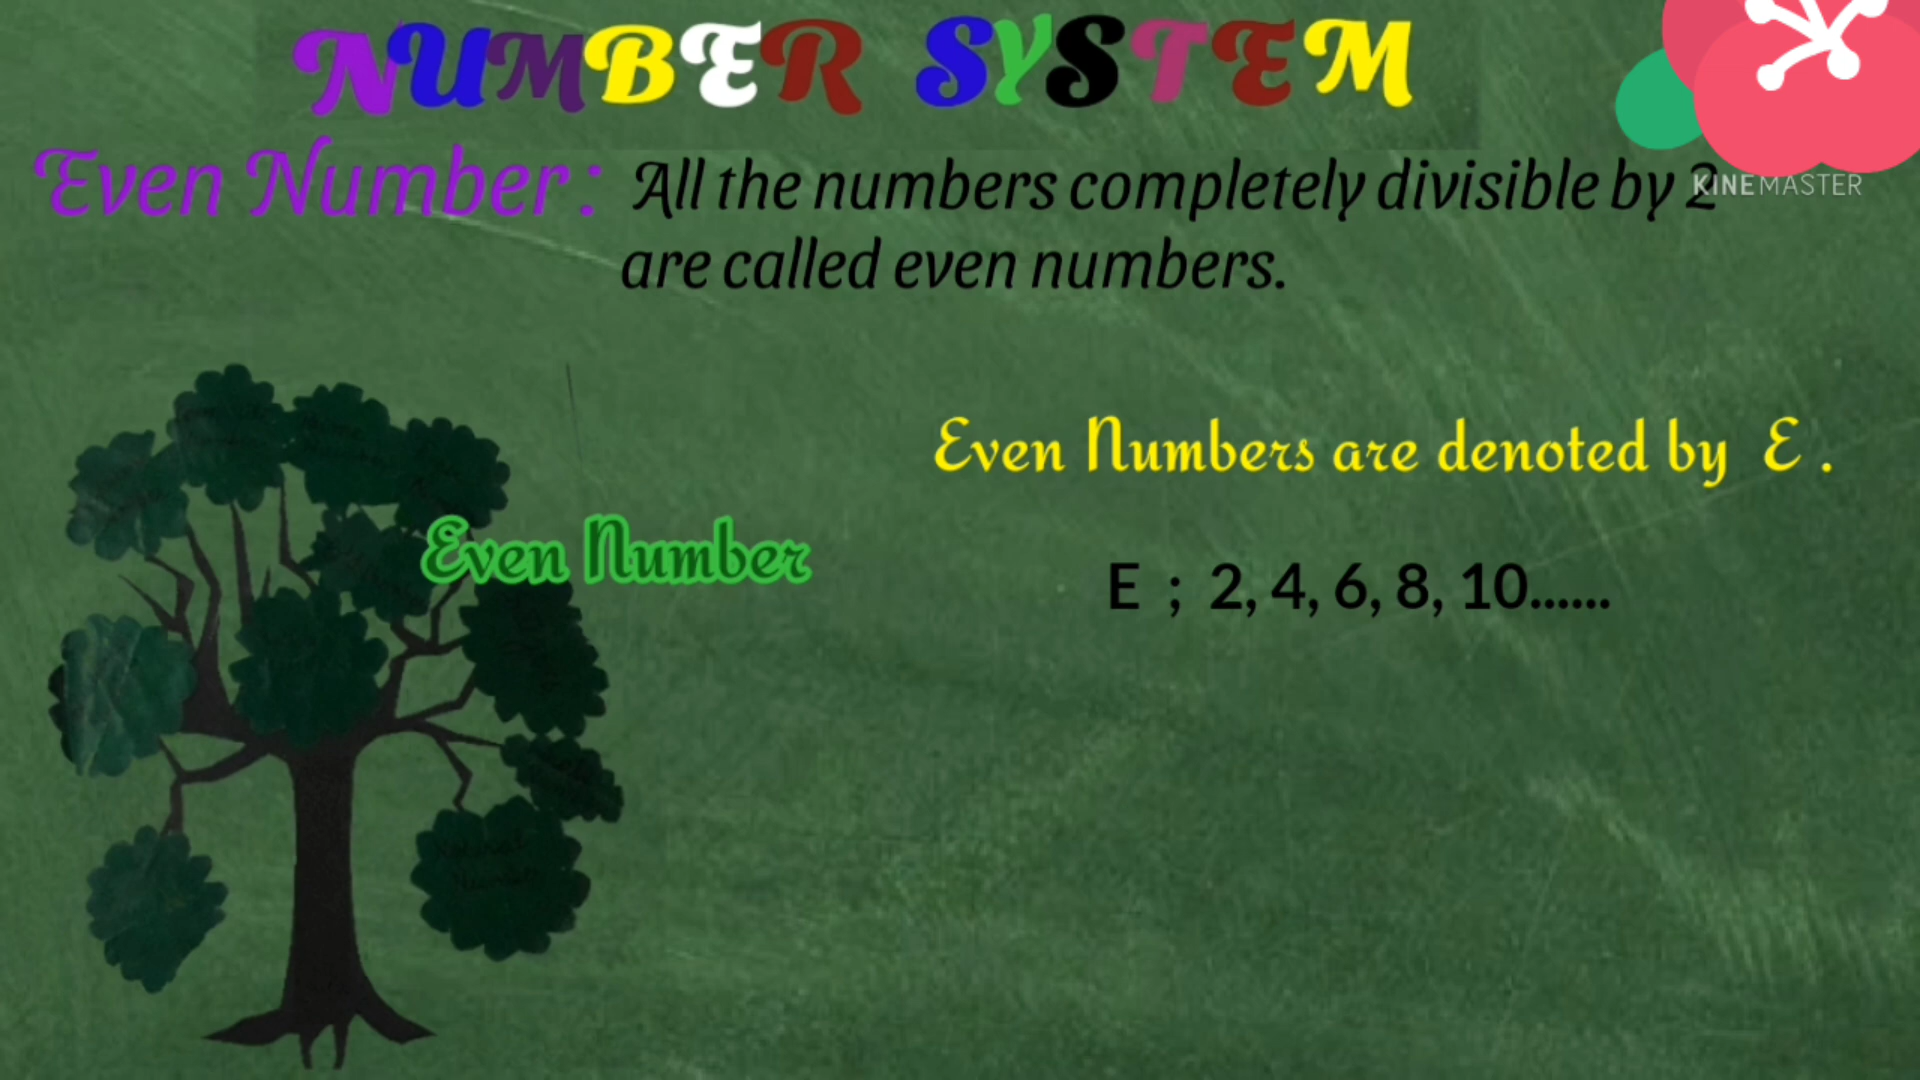 NUMBER SYSTEM
Even Number: All the numbers completely divisible by 2
are called even numbers.
KINEMASTER
Even Numbers are denoted by E .
Even Number
E ; 2, 4, 6, 8, 10......